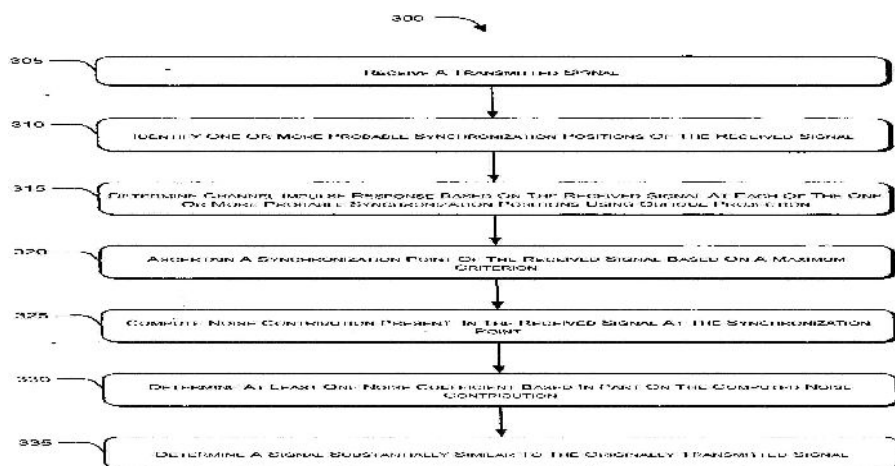 300
305
RECEIVE A TRANSMITTED SIGNAL
310
IDENTIFY ONE OR MORE PROBABLE SYNCHRONIZATION POSITIONS OF THE RECEIVED SIGNAL
315
DETERMINE CHANNEL IMPULSE RESPONSE BASED ON THE RECEIVED SIGNAL AT EACH OF THE ONE
OR MORE PROBABLE SYNCHRONIZATION POSITIONS USING OBLIQUE PROJECTION
320
ASCERTAIN A SYNCHRONIZATION POINT OF THE RECEIVED SIGNAL BASED ON A MAXIMUM
CRITERION
325
COMPUTE NOISE CONTRIBUTION PRESENT IN THE RECEIVED SIGNAL AT THE SYNCHRONIZATION
POINT
330
DETERMINE AT LEAST ONE NOISE COEFFICIENT BASED IN PART ON THE COMPUTED NOISE
CONTRIBUTION
335
DETERMINE A SIGNAL SUBSTANTIALLY SIMILAR TO THE ORIGINALLY TRANSMITTED SIGNAL